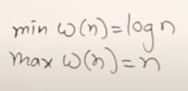 min ω(n)=log n
max ω(n)=n